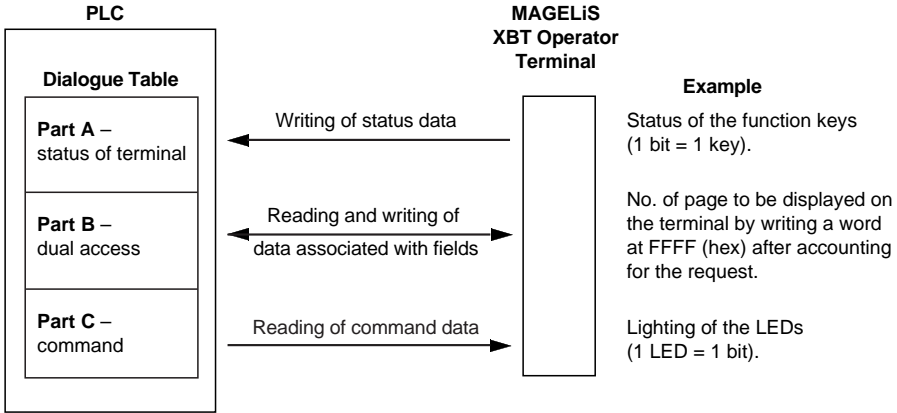 PLC
MAGELiS
XBT Operator
Terminal
Dialogue Table
Example
Part A –
status of terminal
Writing of status data
Status of the function keys
(1 bit = 1 key).
Part B –
dual access
Reading and writing of
data associated with fields
No. of page to be displayed on
the terminal by writing a word
at FFFF (hex) after accounting
for the request.
Part C –
command
Reading of command data
Lighting of the LEDs
(1 LED = 1 bit).